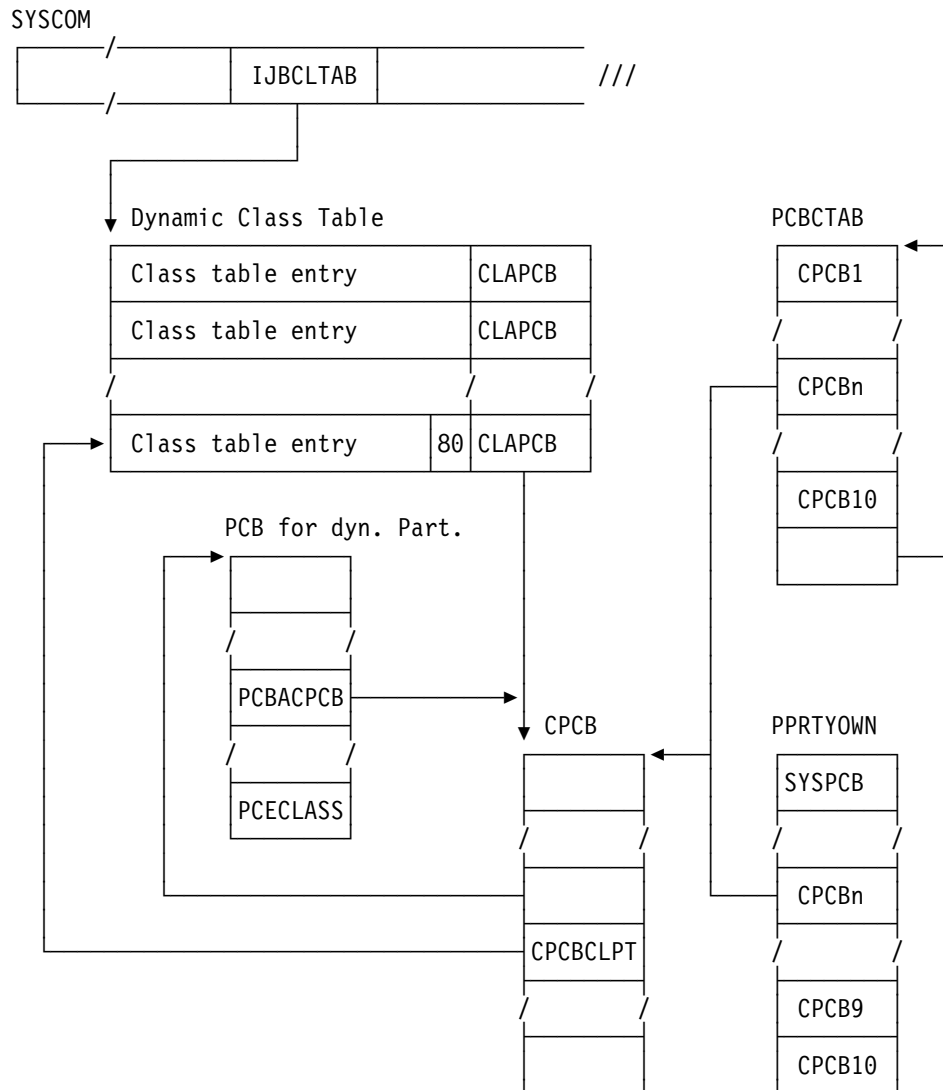 SYSCOM
IJBCLTAB
///
Dynamic Class Table
Class table entry CLAPCB
Class table entry CLAPCB
Class table entry 80 CLAPCB
PCBCTAB
CPCB1
CPCBn
CPCB10
PCB for dyn. Part.
PCBACPCB
PCECLASS
CPCB
CPCBCLPT
PPRTYOWN
SYSPCB
CPCBn
CPCB9
CPCB10